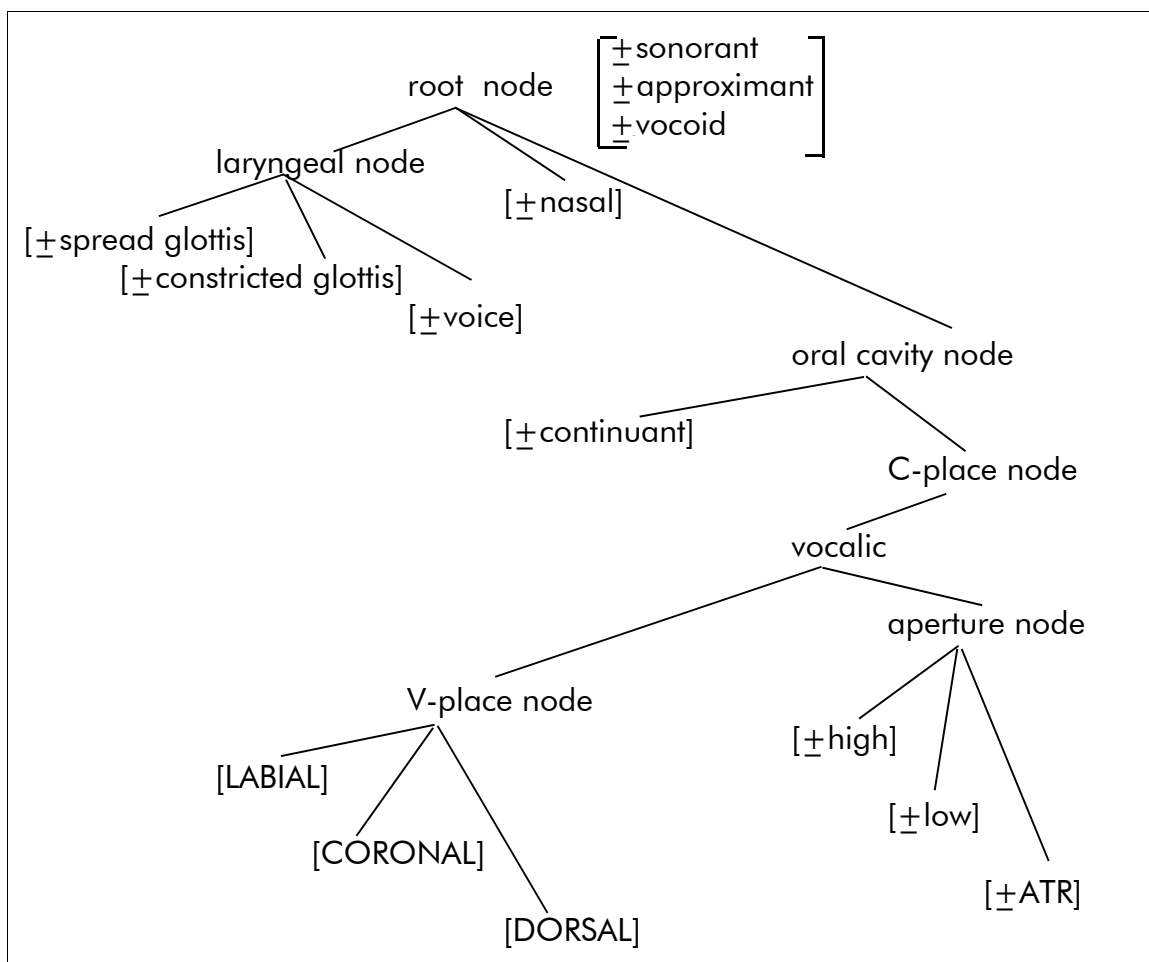 ±sonorant
root node
±approximant
±vocoid
laryngeal node
[±nasal]
[±spread glottis]
[±constricted glottis]
[±voice]
oral cavity node
[±continuant]
C-place node
vocalic
aperture node
V-place node
[±high]
[LABIAL]
[±low]
[CORONAL]
[±ATR]
[DORSAL]